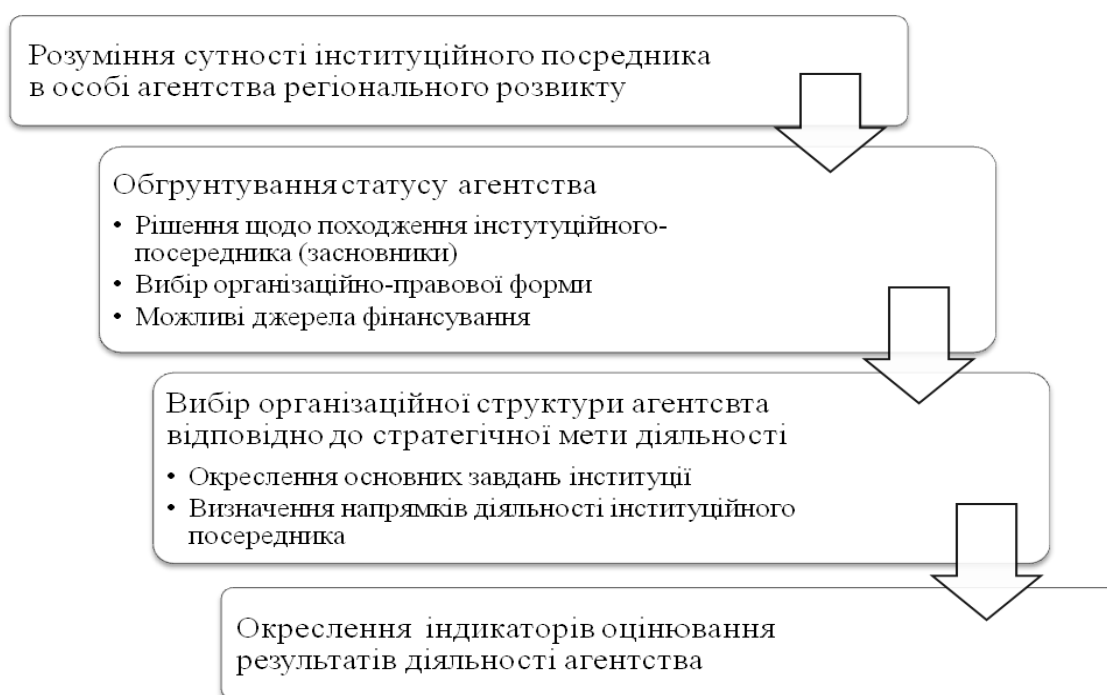 Розуміння сутності інституційного посредника
в особі агентства регіонального розвикту
Обгрунтування статусу агентства
• Рішення щодо походження інстутуційного-
посередника (засновники)
• Вибір організаційно-правової форми
• Можливі джерела фінансування
Вибір організаційної структури агентсвта
відповідно до стратегічної мети діяльності
• Окреслення основних завдань інституції
• Визначення напрямків діяльності інституційного
посередника
Окреслення індикаторів оцінювання
результатів діяльності агентства